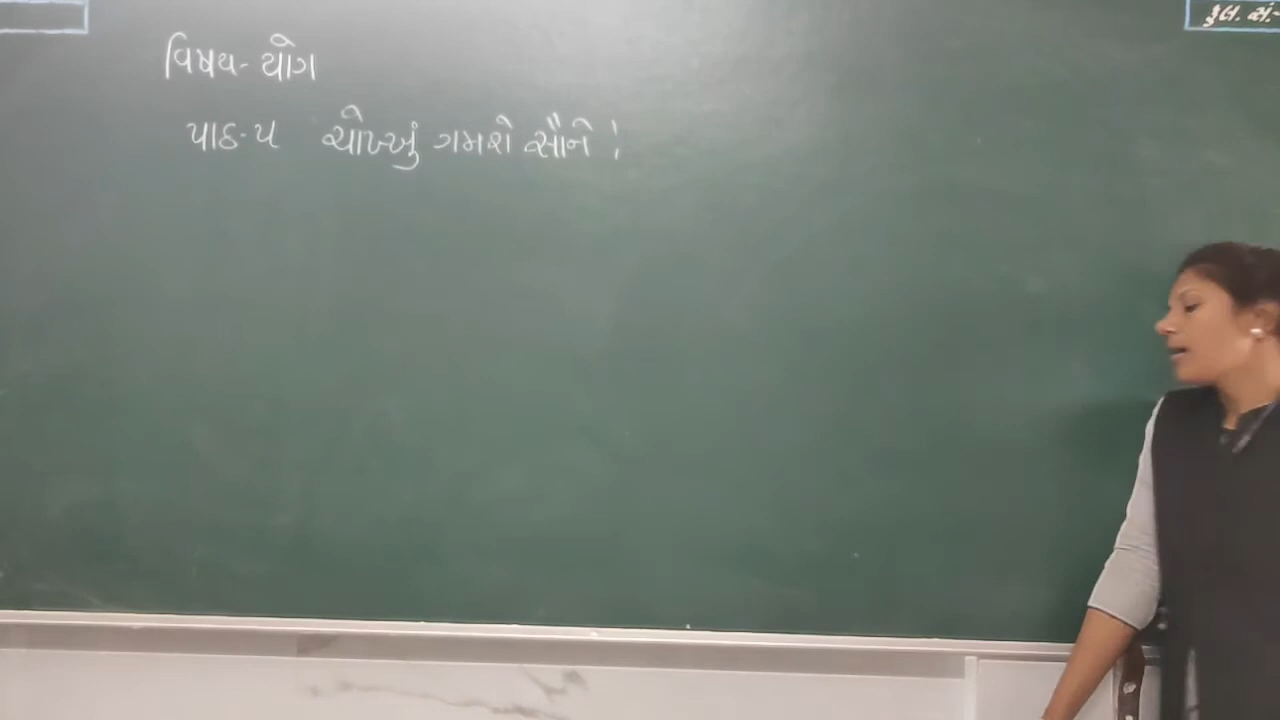 વિષય- યોગ
પાઠ-૫ ચોખ્ખું ગમશે સૌને !
કુલ. સં.-